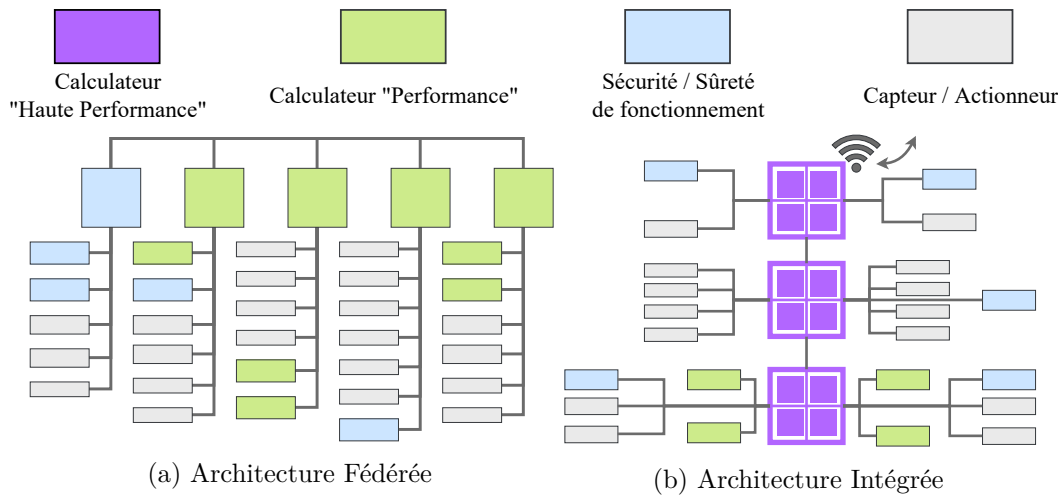 Calculateur
"Haute Performance"
Calculateur "Performance"
Sécurité / Sûreté
de fonctionnement
Capteur / Actionneur
(a) Architecture Fédérée
(b) Architecture Intégrée